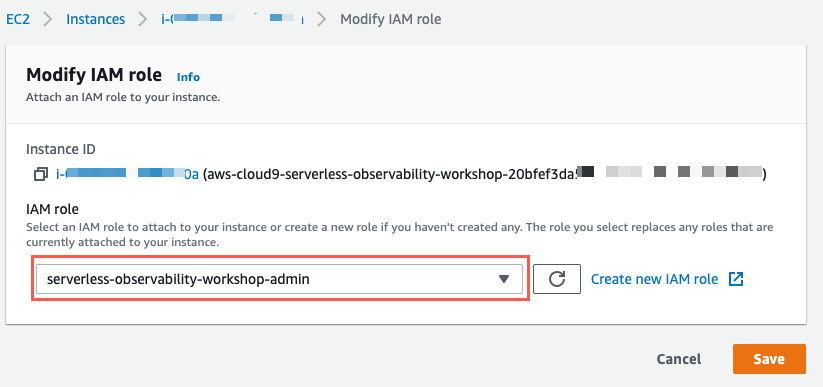 EC2 > Instances > i- > Modify IAM role
Modify IAM role Info
Attach an IAM role to your instance.
Instance ID
i- 0a (aws-cloud9-serverless-observability-workshop-20bfef3da )
IAM role
Select an IAM role to attach to your instance or create a new role if you haven't created any. The role you select replaces any roles that are
currently attached to your instance.
serverless-observability-workshop-admin Create new IAM role
Cancel Save